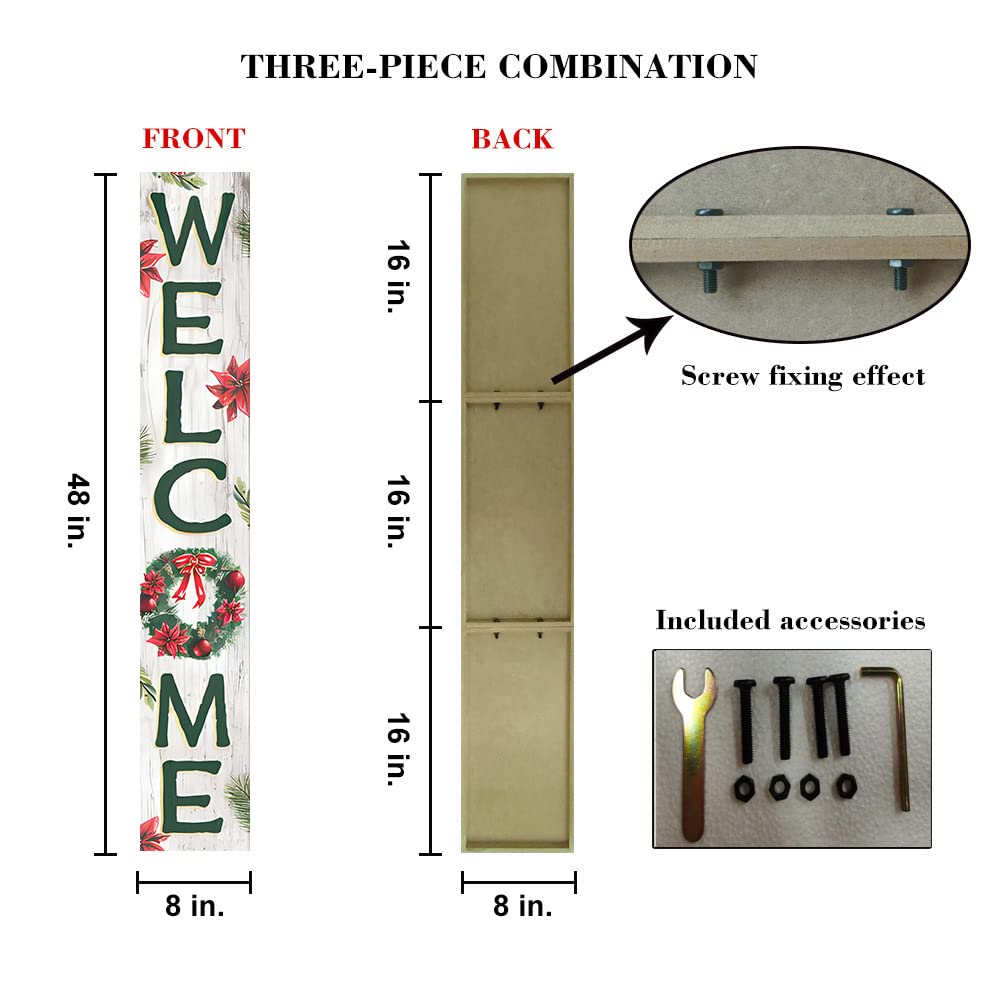 THREE-PIECE COMBINATION
FRONT
BACK
WELCOME
48 in.
16 in.
16 in.
16 in.
8 in.
8 in.
Screw fixing effect
Included accessories